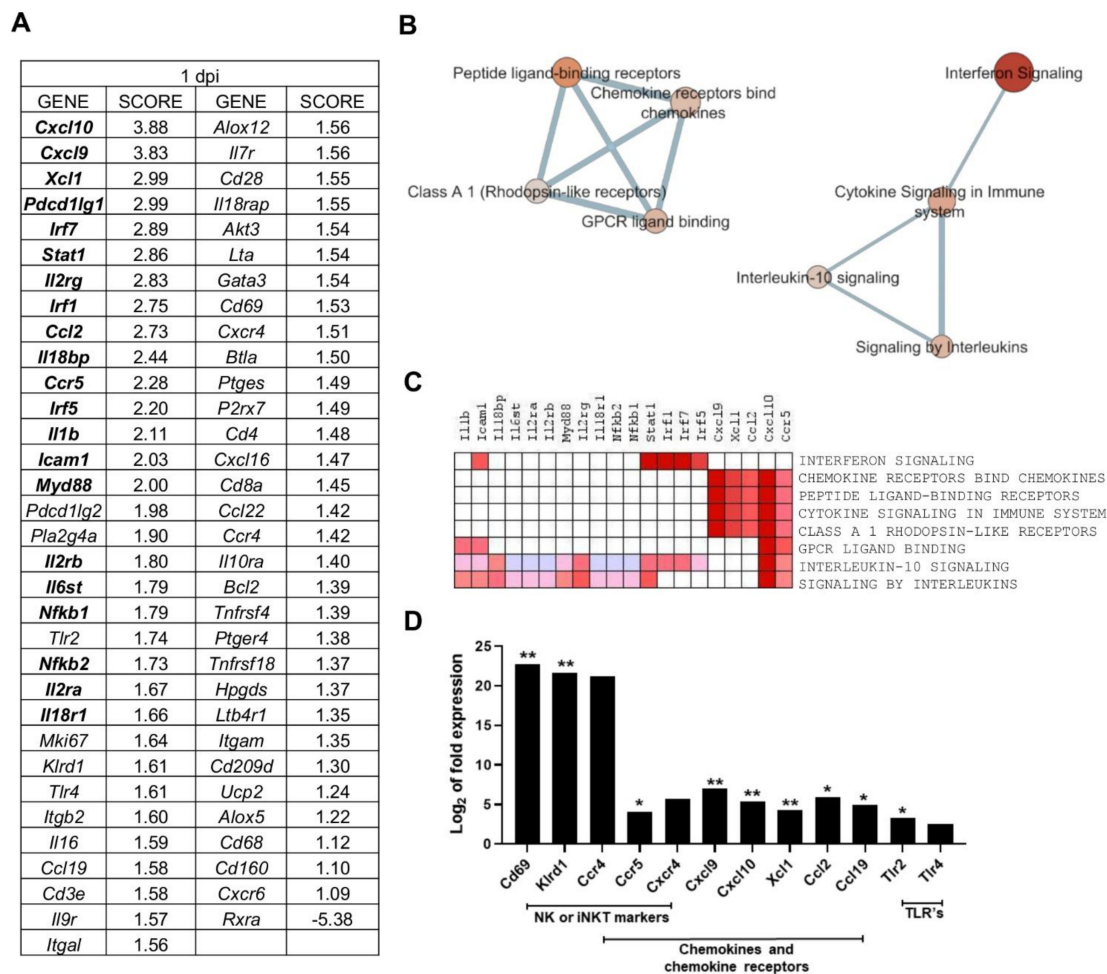 A
1 dpi
GENE SCORE GENE SCORE
Cxcl10 3.88 Alox12 1.56
Cxcl9 3.83 Il7r 1.56
Xcl1 2.99 Cd28 1.55
Pdcd1lg1 2.99 Il18rap 1.55
Irf7 2.89 Akt3 1.54
Stat1 2.86 Lta 1.54
Il2rg 2.83 Gata3 1.54
Irf1 2.75 Cd69 1.53
Ccl2 2.73 Cxcr4 1.51
Il18bp 2.44 Btla 1.50
Ccr5 2.28 Ptges 1.49
Irf5 2.20 P2rx7 1.49
Il1b 2.11 Cd4 1.48
Icam1 2.03 Cxcl16 1.47
Myd88 2.00 Cd8a 1.45
Pdcd1lg2 1.98 Ccl22 1.42
Pla2g4a 1.90 Ccr4 1.42
Il2rb 1.80 Il10ra 1.40
Il6st 1.79 Bcl2 1.39
Nfkb1 1.79 Tnfrsf4 1.39
Tlr2 1.74 Ptger4 1.38
Nfkb2 1.73 Tnfrsf18 1.37
Il2ra 1.67 Hpgds 1.37
Il18r1 1.66 Ltb4r1 1.35
Mki67 1.64 Itgam 1.35
Klrd1 1.61 Cd209d 1.30
Tlr4 1.61 Ucp2 1.24
Itgb2 1.60 Alox5 1.22
Il16 1.59 Cd68 1.12
Ccl19 1.58 Cd160 1.10
Cd3e 1.58 Cxcr6 1.09
Il9r 1.57 Rxra -5.38
Itgal 1.56
B
Peptide ligand-binding receptors
Chemokine receptors bind
chemokines
Class A 1 (Rhodopsin-like receptors)
GPCR ligand binding
Interferon Signaling
Cytokine Signaling in Immune
system
Interleukin-10 signaling
Signaling by Interleukins
C
Il1b Icam1 Il18bp Il6st Il2ra Il2rb Myd88 Il2rg Il18r1 Nfkb2 Nfkb1 Stat1 Irf1 Irf7 Irf5 Cxcl9 Xcl1 Ccl2 Cxcl10 Ccr5
INTERFERON SIGNALING
CHEMOKINE RECEPTORS BIND CHEMOKINES
PEPTIDE LIGAND-BINDING RECEPTORS
CYTOKINE SIGNALING IN IMMUNE SYSTEM
CLASS A 1 RHODOPSIN-LIKE RECEPTORS
GPCR LIGAND BINDING
INTERLEUKIN-10 SIGNALING
SIGNALING BY INTERLEUKINS
D
Log2 of fold expression
25
20
15
10
5
0
** ** * ** ** ** * * *
Cd69 Klrd1 Ccr4 Ccr5 Cxcr4 Cxcl9 Cxcl10 Xcl1 Ccl2 Ccl19 Tlr2 Tlr4
NK or iNKT markers
TLR's
Chemokines and
chemokine receptors